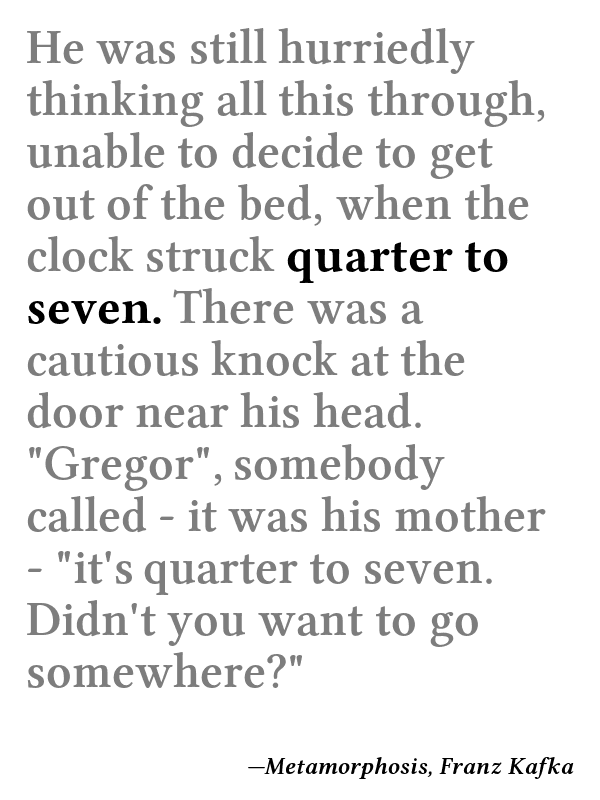 He was still hurriedly
thinking all this through,
unable to decide to get
out of the bed, when the
clock struck quarter to
seven. There was a
cautious knock at the
door near his head.
"Gregor", somebody
called - it was his mother
- "it's quarter to seven.
Didn't you want to go
somewhere?"
—Metamorphosis, Franz Kafka